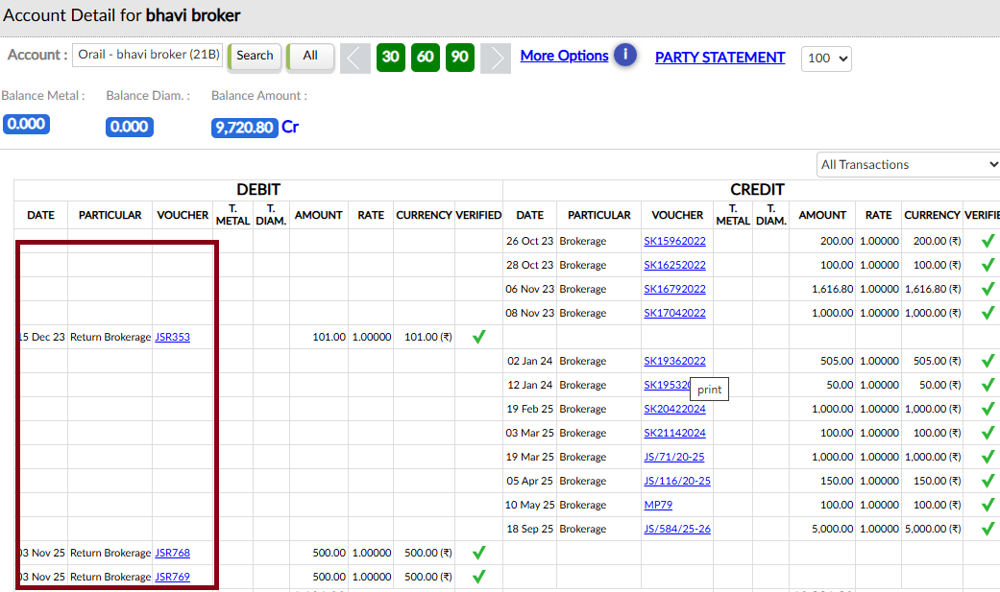 Account Detail for bhavi broker
Account : Orail - bhavi broker (21B) Search All 30 60 90 More Options i PARTY STATEMENT 100
Balance Metal : Balance Diam. : Balance Amount :
0.000 0.000 9,720.80 Cr
All Transactions
DEBIT CREDIT
DATE PARTICULAR VOUCHER T. METAL T. DIAM. AMOUNT RATE CURRENCY VERIFIED DATE PARTICULAR VOUCHER T. METAL T. DIAM. AMOUNT RATE CURRENCY
26 Oct 23 Brokerage SK15962022 200.00 1.00000 200.00 (₹)
28 Oct 23 Brokerage SK16252022 100.00 1.00000 100.00 (₹)
06 Nov 23 Brokerage SK16792022 1,616.80 1.00000 1,616.80 (₹)
08 Nov 23 Brokerage SK17042022 1,000.00 1.00000 1,000.00 (₹)
15 Dec 23 Return Brokerage JSR353 101.00 1.00000 101.00 (₹)
02 Jan 24 Brokerage SK19362022 505.00 1.00000 505.00 (₹)
12 Jan 24 Brokerage print 50.00 1.00000 50.00 (₹)
19 Feb 25 Brokerage SK20422024 1,000.00 1.00000 1,000.00 (₹)
03 Mar 25 Brokerage SK21142024 100.00 1.00000 100.00 (₹)
19 Mar 25 Brokerage JS/71/20-25 1,000.00 1.00000 1,000.00 (₹)
05 Apr 25 Brokerage JS/116/20-25 150.00 1.00000 150.00 (₹)
10 May 25 Brokerage MP79 100.00 1.00000 100.00 (₹)
18 Sep 25 Brokerage JS/584/25-26 5,000.00 1.00000 5,000.00 (₹)
03 Nov 25 Return Brokerage JSR768 500.00 1.00000 500.00 (₹)
03 Nov 25 Return Brokerage JSR769 500.00 1.00000 500.00 (₹)